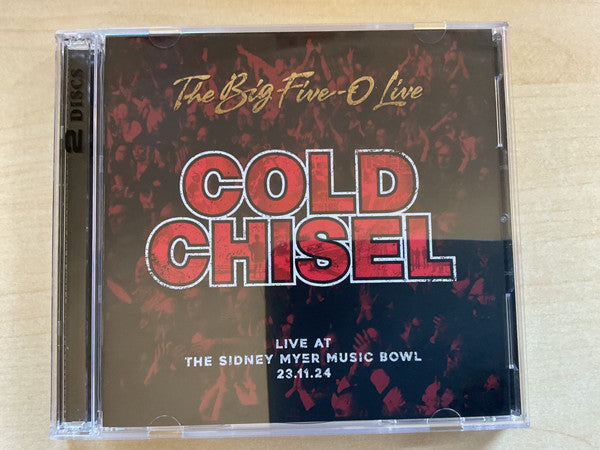 2 DISCS
The Big Five-O Live
COLD
CHISEL
LIVE AT
THE SIDNEY MYER MUSIC BOWL
23.11.24